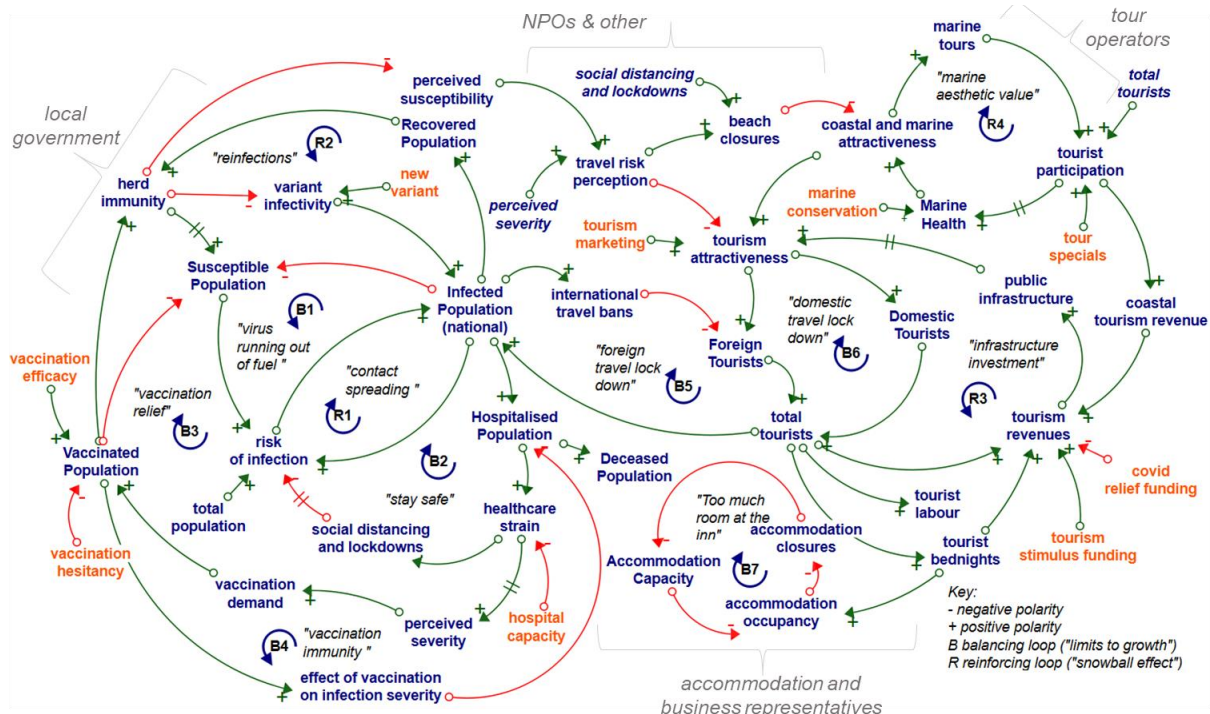 NPOs & other
tour
operators
local
government
marine
tours
total
tourists
social distancing
and lockdowns
perceived
susceptibility
"marine
aesthetic value"
R4
beach
closures
coastal and marine
attractiveness
Recovered
Population
R2
"reinfections"
travel risk
perception
tourist
participation
herd
immunity
variant
infectivity
new
variant
perceived
severity
marine
conservation
Marine
Health
tourism
marketing
tourism
attractiveness
tour
specials
Susceptible
Population
Infected
Population
(national)
international
travel bans
public
infrastructure
coastal
tourism revenue
B1
"virus
running out
of fuel"
Foreign
Tourists
"domestic
travel lock
down"
B6
Domestic
Tourists
"infrastructure
investment"
R3
"foreign
travel lock
down"
B5
vaccination
efficacy
"vaccination
relief"
B3
"contact
spreading "
R1
Hospitalised
Population
total
tourists
tourism
revenues
Vaccinated
Population
risk
of infection
B2
"stay safe"
Deceased
Population
covid
relief funding
total
population
social distancing
and lockdowns
healthcare
strain
"Too much
room at the
inn"
B7
accommodation
closures
tourist
labour
tourist
bednights
tourism
stimulus funding
vaccination
hesitancy
vaccination
demand
perceived
severity
hospital
capacity
Accommodation
Capacity
accommodation
occupancy
B4
"vaccination
immunity "
effect of vaccination
on infection severity
Key:
- negative polarity
+ positive polarity
B balancing loop ("limits to growth")
R reinforcing loop ("snowball effect")
accommodation and
business representatives